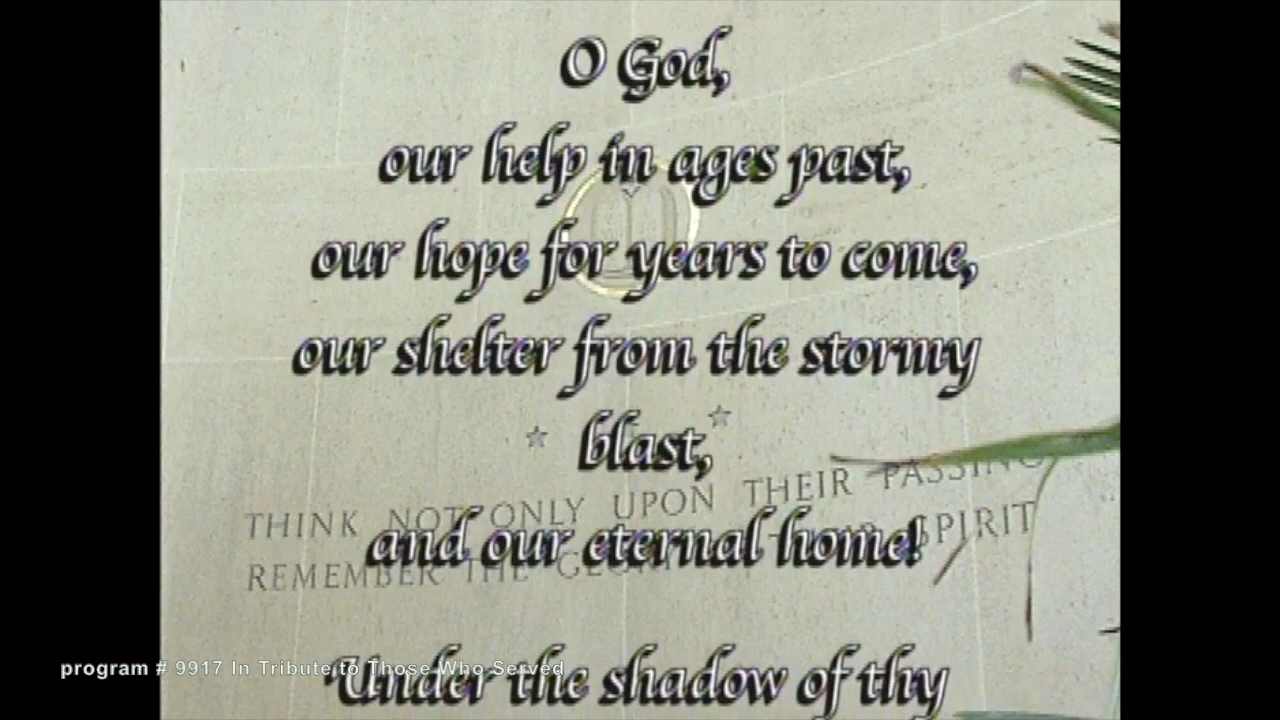 O God,
our help in ages past,
our hope for years to come,
our shelter from the stormy
blast,
and our eternal home!
Under the shadow of thy
THINK NOT ONLY UPON THEIR PASSING
REMEMBER THE GLORY SPIRIT
program # 9917 In Tribute to Those Who Served